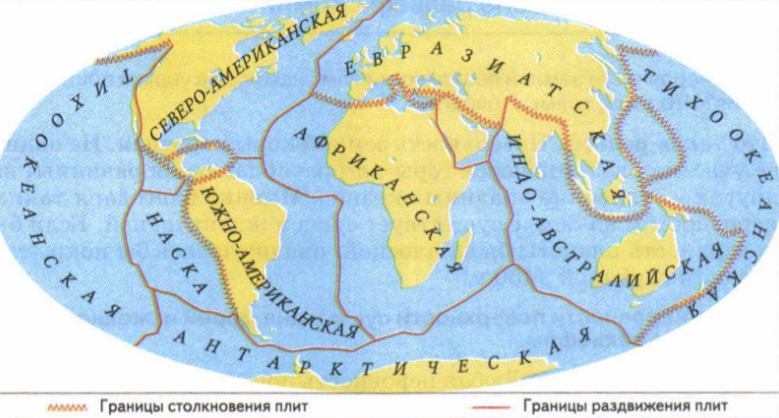 СЕВЕРО-АМЕРИКАНСКАЯ
ЕВРАЗИАТСКАЯ
ТИХООКЕАНСКАЯ
ТИХООКЕАНСКАЯ
АФРИКАНСКАЯ
ИНДО-АВСТРАЛИЙСКАЯ
НАСКА
ЮЖНО-АМЕРИКАНСКАЯ
АНТАРКТИЧЕСКАЯ
Границы столкновения плит
Границы раздвижения плит